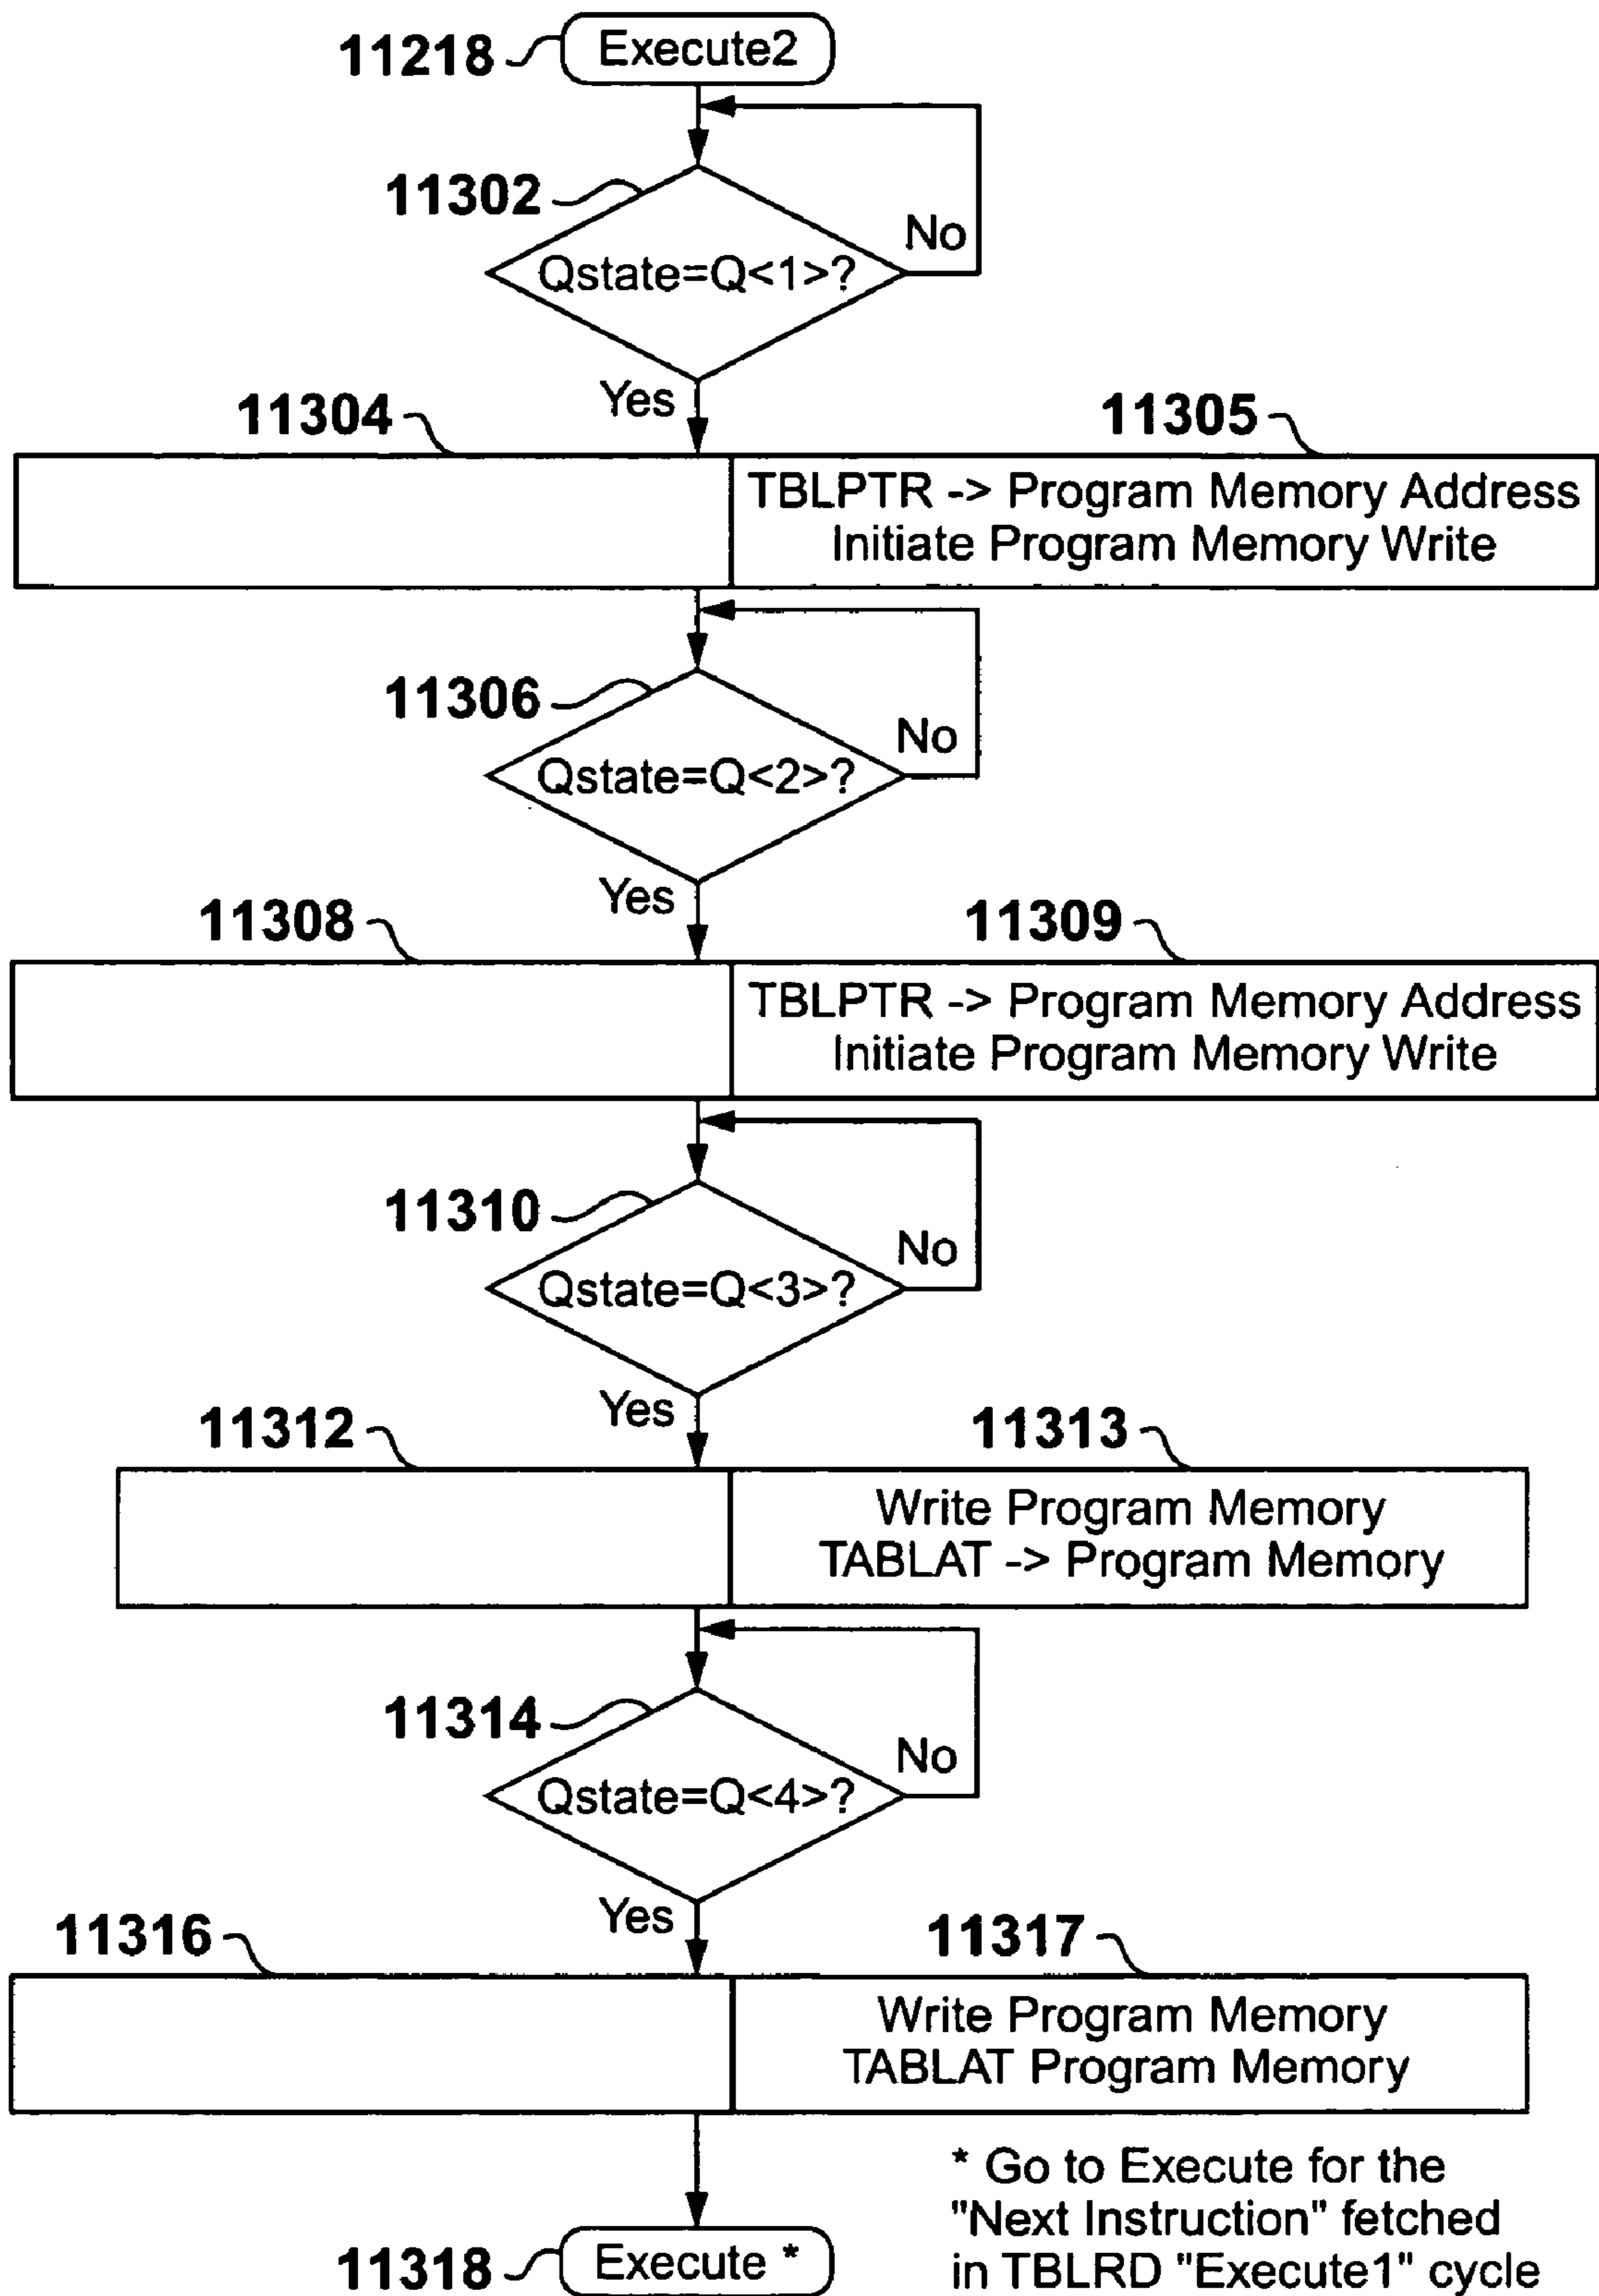 11218
Execute2
11302
No
Qstate=Q<1>?
Yes
11304
11305
TBLPTR -> Program Memory Address
Initiate Program Memory Write
11306
No
Qstate=Q<2>?
Yes
11308
11309
TBLPTR -> Program Memory Address
Initiate Program Memory Write
11310
No
Qstate=Q<3>?
Yes
11312
11313
Write Program Memory
TABLAT -> Program Memory
11314
No
Qstate=Q<4>?
Yes
11316
11317
Write Program Memory
TABLAT Program Memory
* Go to Execute for the
"Next Instruction" fetched
in TBLRD "Execute1" cycle
11318
Execute *